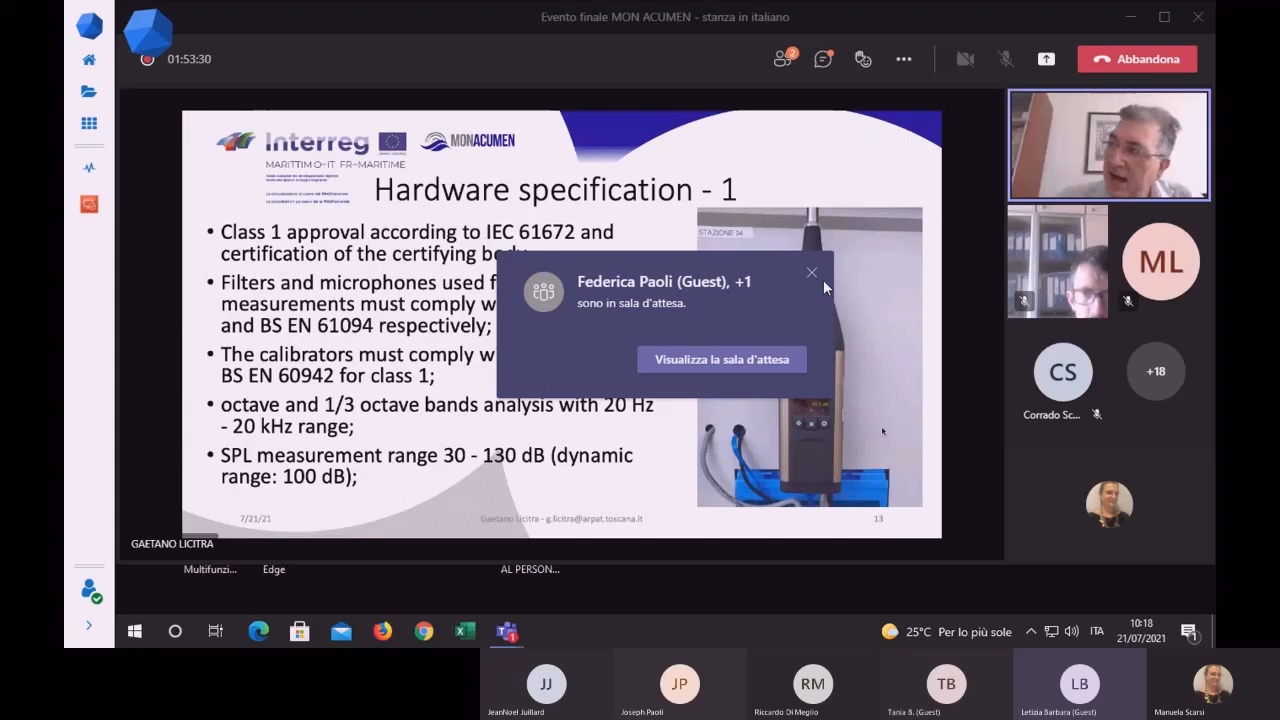 Evento finale MON ACUMEN - stanza in italiano
01:53:30
2
Abbandona
Interreg
MARITTIMO-IT FR-MARITIME
MONACUMEN
Hardware specification - 1
• Class 1 approval according to IEC 61672 and
certification of the certifying body
• Filters and microphones used f
measurements must comply w
and BS EN 61094 respectively;
• The calibrators must comply w
BS EN 60942 for class 1;
• octave and 1/3 octave bands analysis with 20 Hz
- 20 kHz range;
• SPL measurement range 30 - 130 dB (dynamic
range: 100 dB);
STAZIONE 04
Federica Paoli (Guest), +1
sono in sala d'attesa.
Visualizza la sala d'attesa
7/21/21
Gaetano Licitra - g.licitra@arpat.toscana.it
13
GAETANO LICITRA
ML
CS
+18
Corrado Sc...
Multifunzi...
Edge
AL PERSON...
1
25°C Per lo più sole
ITA
10:18
21/07/2021
1
JJ
JP
RM
TB
LB
JeanNoel Juillard
Joseph Paoli
Riccardo Di Meglio
Tania B. (Guest)
Letizia Barbara (Guest)
Manuela Scarsi